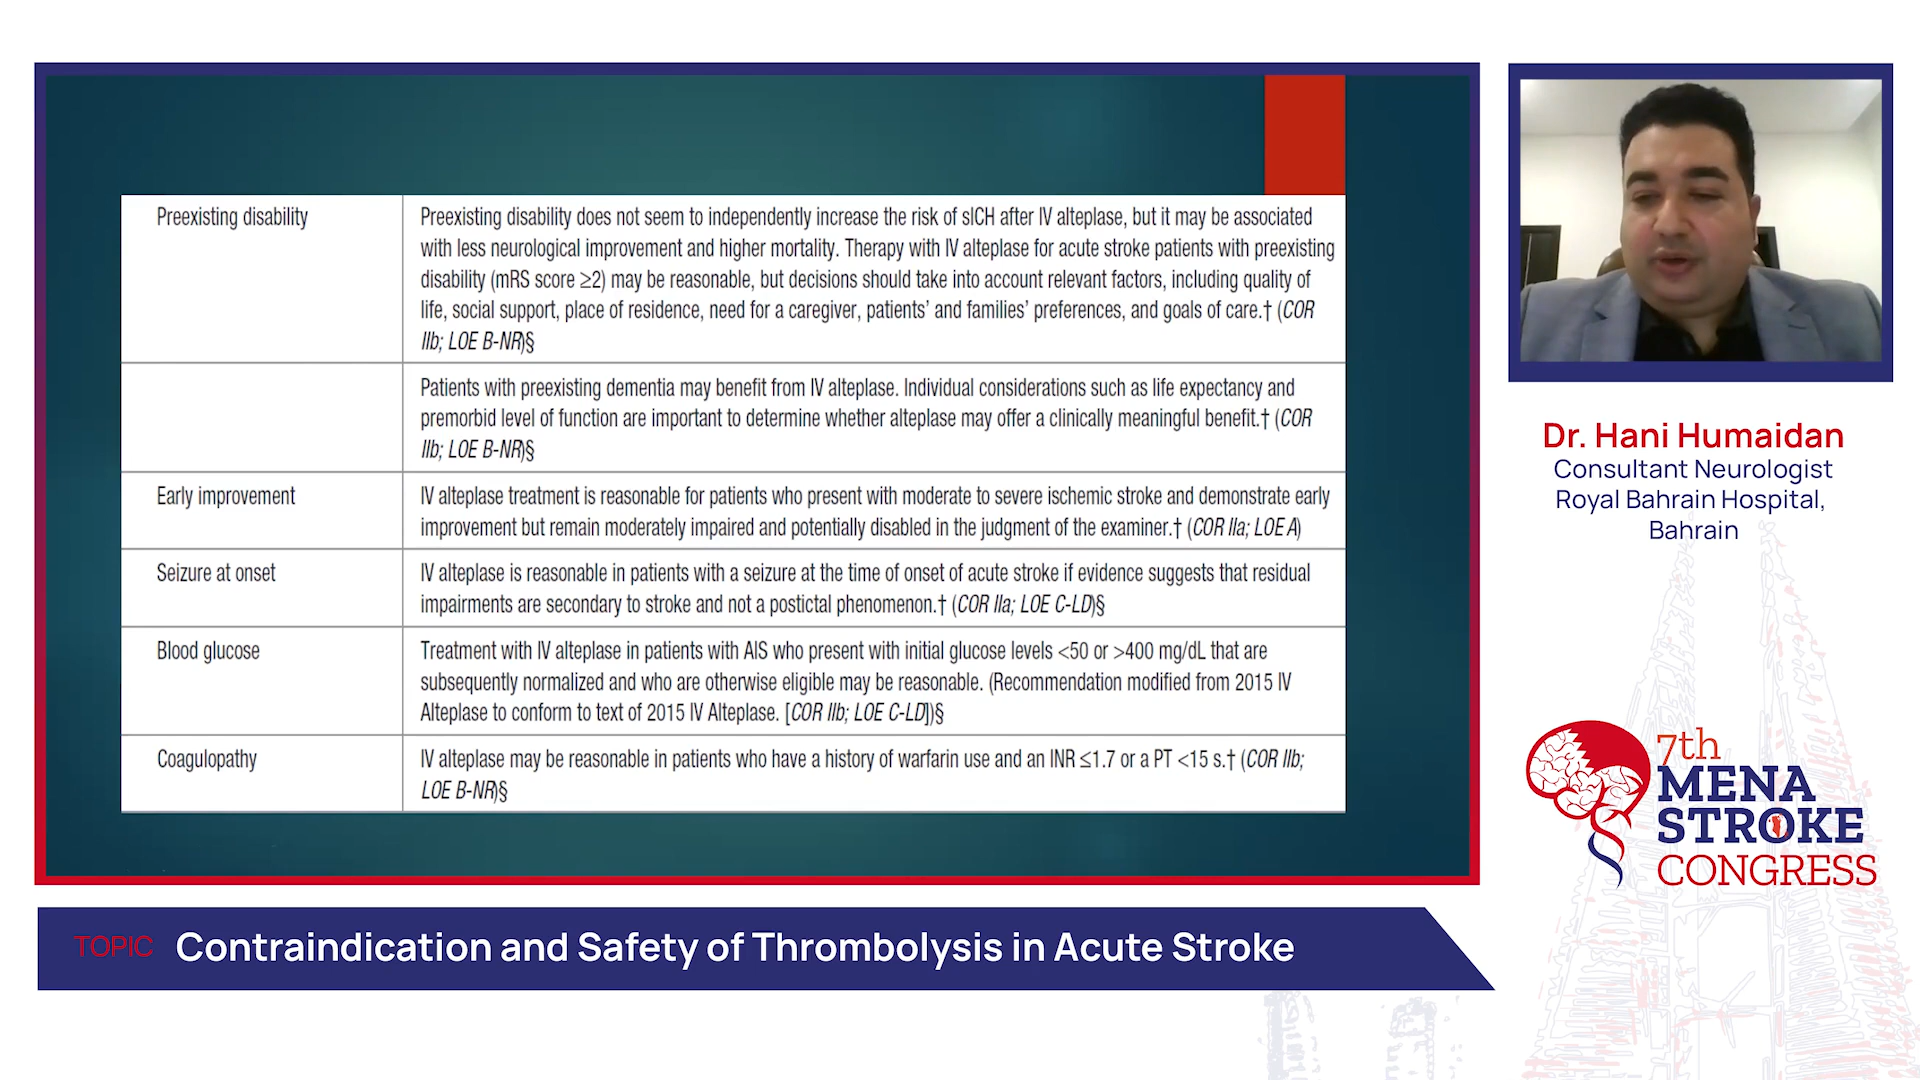 Preexisting disability
Preexisting disability does not seem to independently increase the risk of sICH after IV alteplase, but it may be associated
with less neurological improvement and higher mortality. Therapy with IV alteplase for acute stroke patients with preexisting
disability (mRS score ≥2) may be reasonable, but decisions should take into account relevant factors, including quality of
life, social support, place of residence, need for a caregiver, patients' and families' preferences, and goals of care.† (COR
IIb; LOE B-NR)§
Patients with preexisting dementia may benefit from IV alteplase. Individual considerations such as life expectancy and
premorbid level of function are important to determine whether alteplase may offer a clinically meaningful benefit.† (COR
IIb; LOE B-NR)§
Early improvement
IV alteplase treatment is reasonable for patients who present with moderate to severe ischemic stroke and demonstrate early
improvement but remain moderately impaired and potentially disabled in the judgment of the examiner.† (COR IIa; LOE A)
Seizure at onset
IV alteplase is reasonable in patients with a seizure at the time of onset of acute stroke if evidence suggests that residual
impairments are secondary to stroke and not a postictal phenomenon.† (COR IIa; LOE C-LD)§
Blood glucose
Treatment with IV alteplase in patients with AIS who present with initial glucose levels <50 or >400 mg/dL that are
subsequently normalized and who are otherwise eligible may be reasonable. (Recommendation modified from 2015 IV
Alteplase to conform to text of 2015 IV Alteplase. [COR IIb; LOE C-LD])§
Coagulopathy
IV alteplase may be reasonable in patients who have a history of warfarin use and an INR ≤1.7 or a PT <15 s.† (COR IIb;
LOE B-NR)§
Dr. Hani Humaidan
Consultant Neurologist
Royal Bahrain Hospital,
Bahrain
7th
MENA
STROKE
CONGRESS
TOPIC Contraindication and Safety of Thrombolysis in Acute Stroke